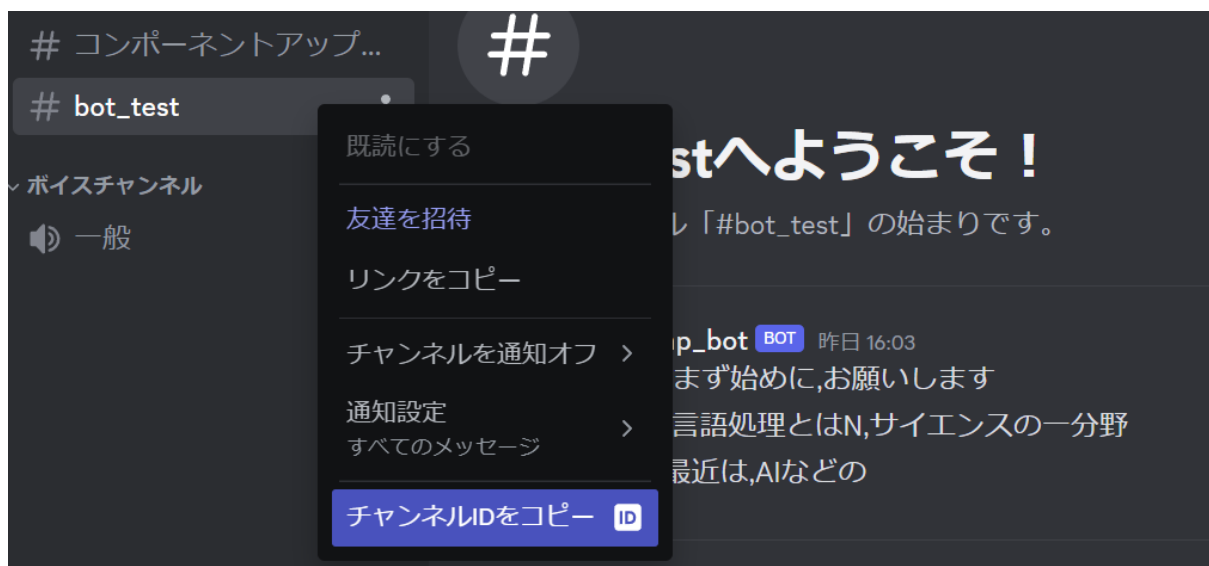 # コンポーネントアップ...
# bot_test
ボイスチャンネル
一般
既読にする
友達を招待
リンクをコピー
チャンネルを通知オフ
通知設定
すべてのメッセージ
チャンネルIDをコピー ID
#
stへようこそ！
ル「#bot_test」の始まりです。
p_bot BOT 昨日 16:03
まず始めに,お願いします
言語処理とはN,サイエンスの一分野
最近は,AIなどの